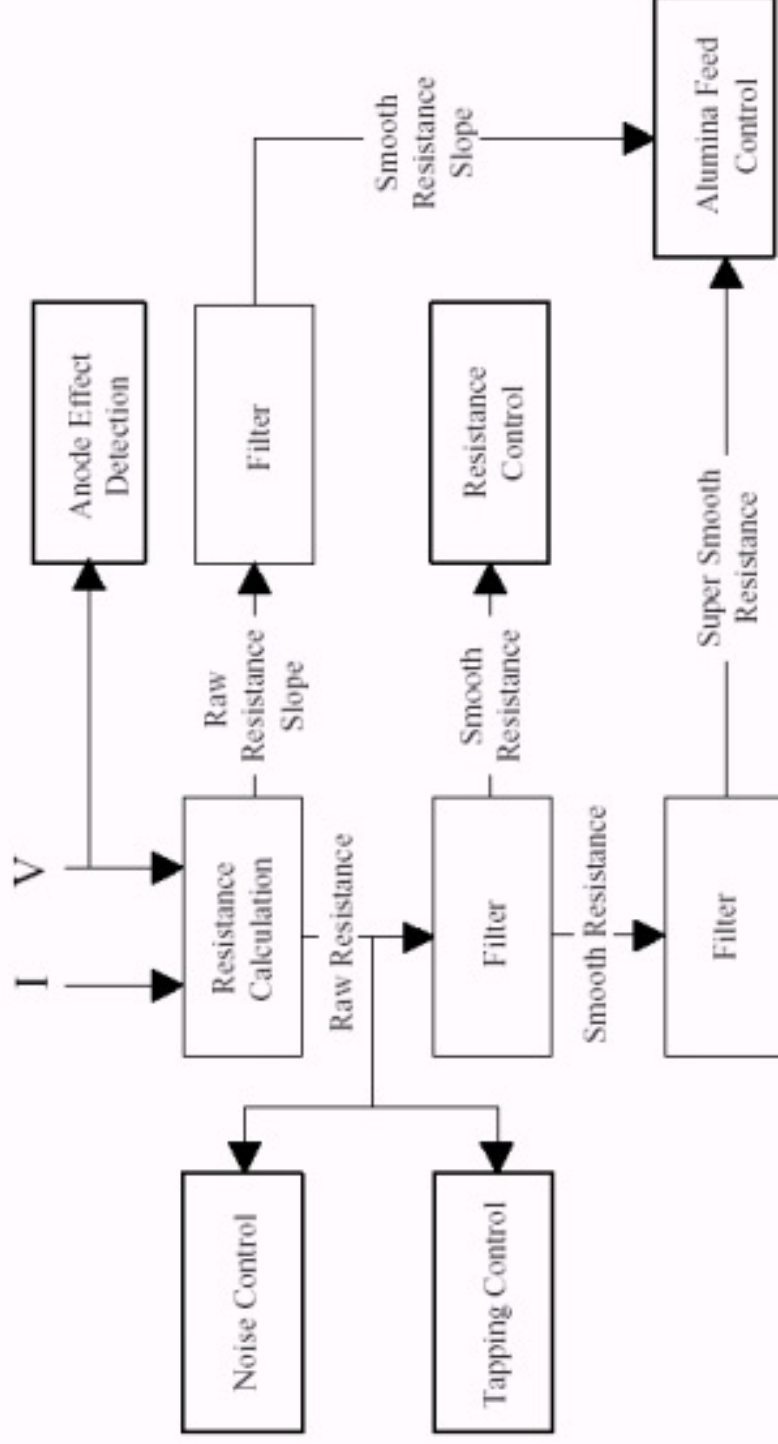 I
V
Anode Effect
Detection
Resistance
Calculation
Raw
Resistance
Slope
Filter
Smooth
Resistance
Slope
Noise Control
Raw Resistance
Tapping Control
Filter
Smooth
Resistance
Resistance
Control
Smooth Resistance
Filter
Super Smooth
Resistance
Alumina Feed
Control